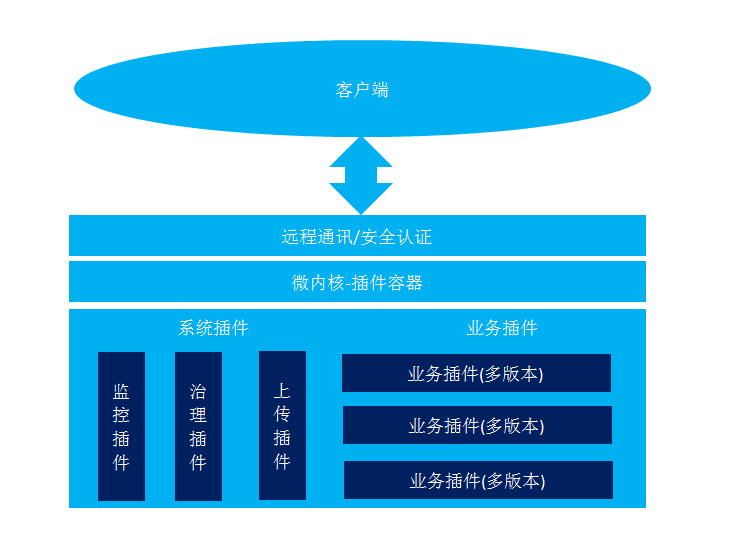 客户端
远程通讯/安全认证
微内核-插件容器
系统插件
业务插件
监控插件
治理插件
上传插件
业务插件(多版本)
业务插件(多版本)
业务插件(多版本)